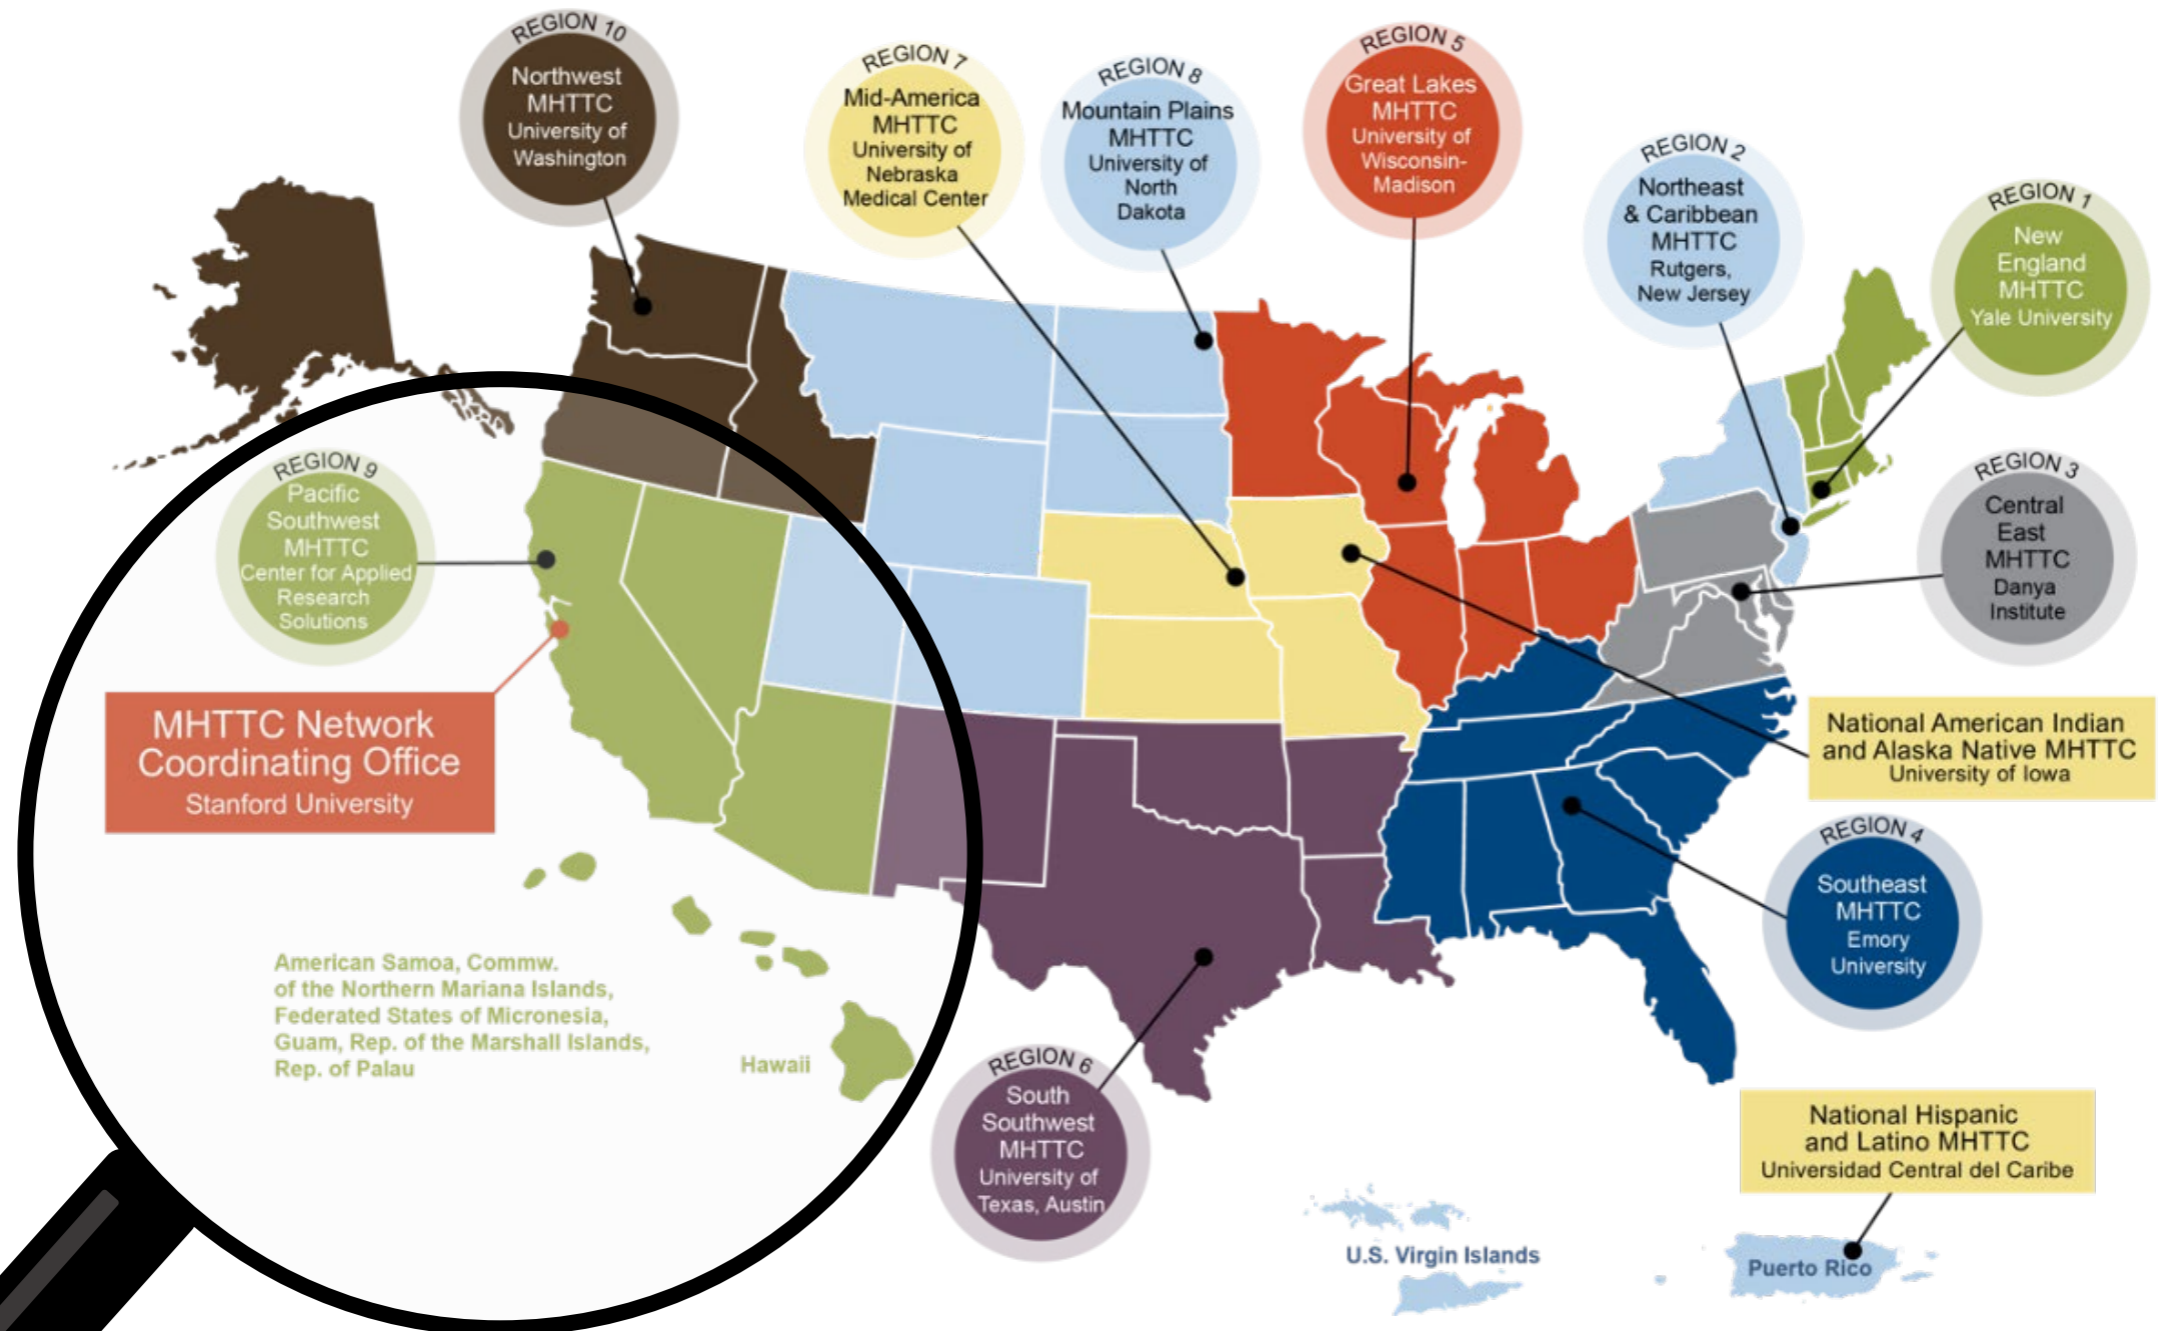 REGION 10
Northwest
MHTTC
University of
Washington
REGION 7
Mid-America
MHTTC
University of
Nebraska
Medical Center
REGION 8
Mountain Plains
MHTTC
University of
North
Dakota
REGION 5
Great Lakes
MHTTC
University of
Wisconsin-
Madison
REGION 2
Northeast
& Caribbean
MHTTC
Rutgers,
New Jersey
REGION 1
New
England
MHTTC
Yale University
REGION 9
Pacific
Southwest
MHTTC
Center for Applied
Research
Solutions
REGION 3
Central
East
MHTTC
Danya
Institute
MHTTC Network
Coordinating Office
Stanford University
National American Indian
and Alaska Native MHTTC
University of Iowa
REGION 4
Southeast
MHTTC
Emory
University
American Samoa, Commw.
of the Northern Mariana Islands,
Federated States of Micronesia,
Guam, Rep. of the Marshall Islands,
Rep. of Palau
Hawaii
REGION 6
South
Southwest
MHTTC
University of
Texas, Austin
National Hispanic
and Latino MHTTC
Universidad Central del Caribe
U.S. Virgin Islands
Puerto Rico